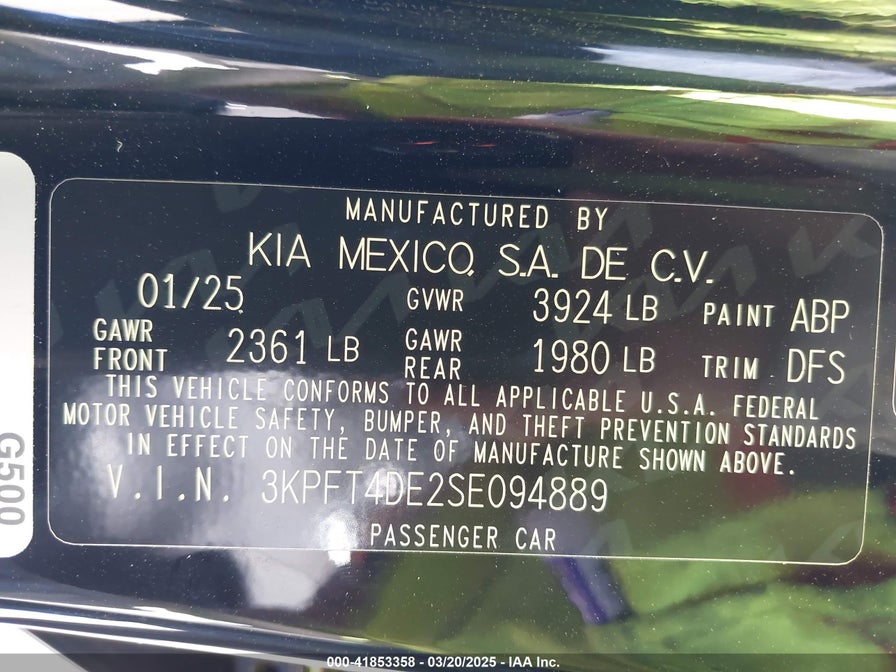 MANUFACTURED BY
KIA MEXICO, S.A. DE C.V.
01/25 GVWR 3924 LB PAINT ABP
GAWR FRONT 2361 LB GAWR REAR 1980 LB TRIM DFS
THIS VEHICLE CONFORMS TO ALL APPLICABLE U.S.A. FEDERAL
MOTOR VEHICLE SAFETY, BUMPER, AND THEFT PREVENTION STANDARDS
IN EFFECT ON THE DATE OF MANUFACTURE SHOWN ABOVE.
V.I.N. 3KPFT4DE2SE094889
PASSENGER CAR
G500
000-41853358 - 03/20/2025 - IAA Inc.